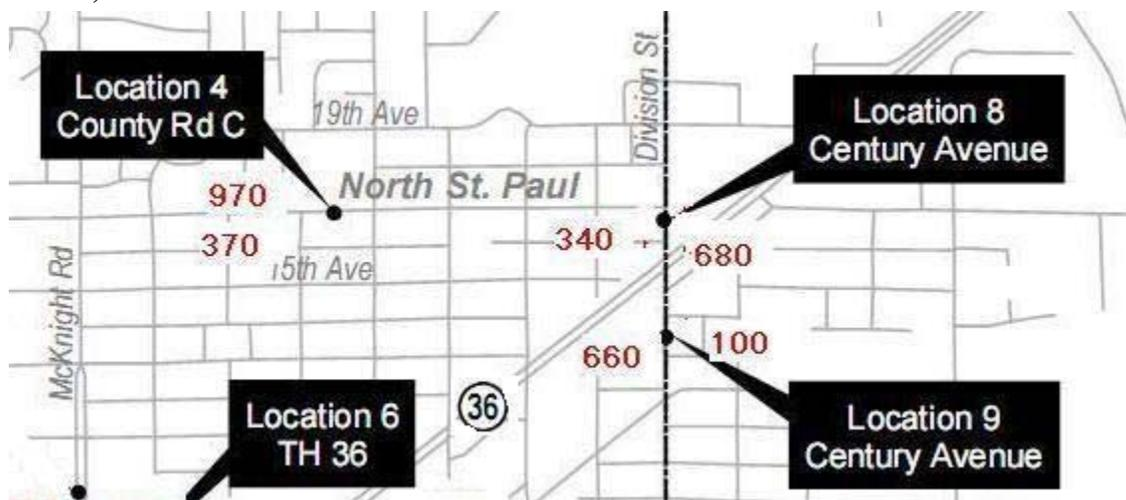 Location 4
County Rd C
19th Ave
Division St
Location 8
Century Avenue
970
North St. Paul
370
15th Ave
340
680
McKnight Rd
660
100
36
Location 6
TH 36
Location 9
Century Avenue